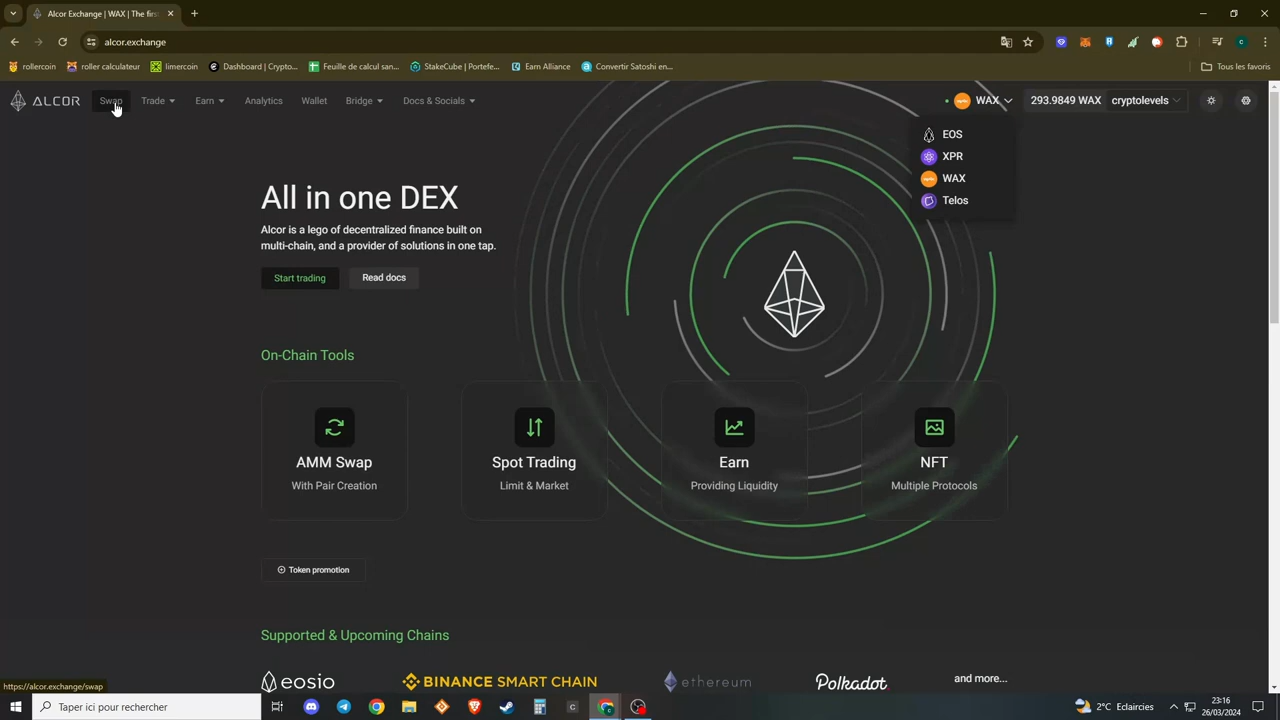 Alcor Exchange | WAX | The firs
alcor.exchange
rollercoin
roller calculateur
limercoin
Dashboard | Crypto...
Feuille de calcul san...
StakeCube | Portefe...
Earn Alliance
Convertir Satoshi en...
Tous les favoris
ALCOR
Swap
Trade
Earn
Analytics
Wallet
Bridge
Docs & Socials
WAX
293.9849 WAX
cryptolevels
EOS
XPR
WAX
Telos
All in one DEX
Alcor is a lego of decentralized finance built on
multi-chain, and a provider of solutions in one tap.
Start trading
Read docs
On-Chain Tools
AMM Swap
With Pair Creation
Spot Trading
Limit & Market
Earn
Providing Liquidity
NFT
Multiple Protocols
Token promotion
Supported & Upcoming Chains
eosio
BINANCE SMART CHAIN
ethereum
Polkadot.
and more...
https://alcor.exchange/swap
Taper ici pour rechercher
2°C Eclaircies
23:16
26/03/2024